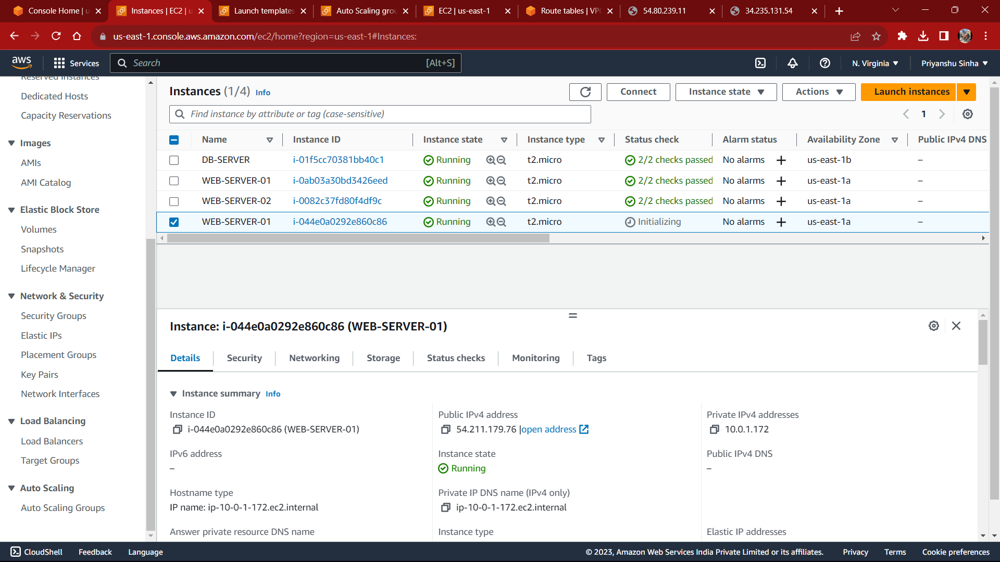 Console Home | u
Instances | EC2 | u
Launch templates
Auto Scaling grou
EC2 | us-east-1
Route tables | VPC
54.80.239.11
34.235.131.54
us-east-1.console.aws.amazon.com/ec2/home?region=us-east-1#Instances:
aws
Services
Search
[Alt+S]
N. Virginia
Priyanshu Sinha
Reserved Instances
Dedicated Hosts
Capacity Reservations
Images
AMIs
AMI Catalog
Elastic Block Store
Volumes
Snapshots
Lifecycle Manager
Network & Security
Security Groups
Elastic IPs
Placement Groups
Key Pairs
Network Interfaces
Load Balancing
Load Balancers
Target Groups
Auto Scaling
Auto Scaling Groups
Instances (1/4) Info
Connect
Instance state
Actions
Launch instances
Find instance by attribute or tag (case-sensitive)
1
Name Instance ID Instance state Instance type Status check Alarm status Availability Zone Public IPv4 DNS
DB-SERVER i-01f5cc70381bb40c1 Running t2.micro 2/2 checks passed No alarms + us-east-1b –
WEB-SERVER-01 i-0ab03a30bd3426eed Running t2.micro 2/2 checks passed No alarms + us-east-1a –
WEB-SERVER-02 i-0082c37fd80f4df9c Running t2.micro 2/2 checks passed No alarms + us-east-1a –
WEB-SERVER-01 i-044e0a0292e860c86 Running t2.micro Initializing No alarms + us-east-1a –
Instance: i-044e0a0292e860c86 (WEB-SERVER-01)
Details
Security
Networking
Storage
Status checks
Monitoring
Tags
Instance summary Info
Instance ID
i-044e0a0292e860c86 (WEB-SERVER-01)
Public IPv4 address
54.211.179.76 |open address
Private IPv4 addresses
10.0.1.172
IPv6 address
–
Instance state
Running
Public IPv4 DNS
–
Hostname type
IP name: ip-10-0-1-172.ec2.internal
Private IP DNS name (IPv4 only)
ip-10-0-1-172.ec2.internal
Answer private resource DNS name
Instance type
Elastic IP addresses
CloudShell
Feedback
Language
© 2023, Amazon Web Services India Private Limited or its affiliates.
Privacy
Terms
Cookie preferences